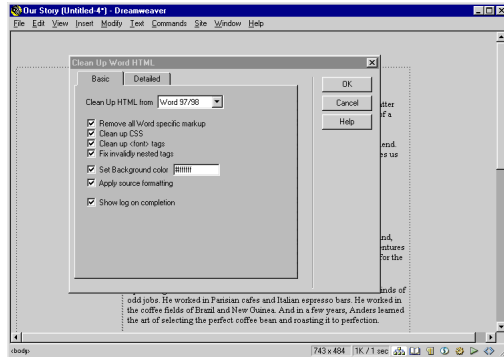 Our Story (Untitled-4*) - Dreamweaver
File Edit View Insert Modify Text Commands Site Window Help
Clean Up Word HTML
Basic Detailed
OK
Clean Up HTML from Word 97/98
Cancel
Help
Remove all Word specific markup
Clean up CSS
Clean up <font> tags
Fix invalidly nested tags
Set Background color #ffffff
Apply source formatting
Show log on completion
of a
end.
es us
nd,
entures
for the
inds of
odd jobs. He worked in Parisian cafes and Italian espresso bars. He worked in
the coffee fields of Brazil and New Guinea. And in a few years, Anders learned
the art of selecting the perfect coffee bean and roasting it to perfection.
<body> 743 x 484 1K / 1 sec